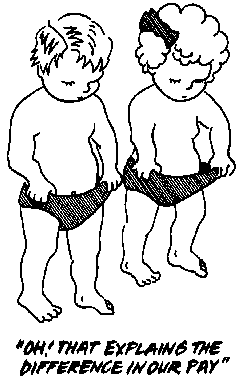 "OH! THAT EXPLAINS THE
DIFFERENCE IN OUR PAY"